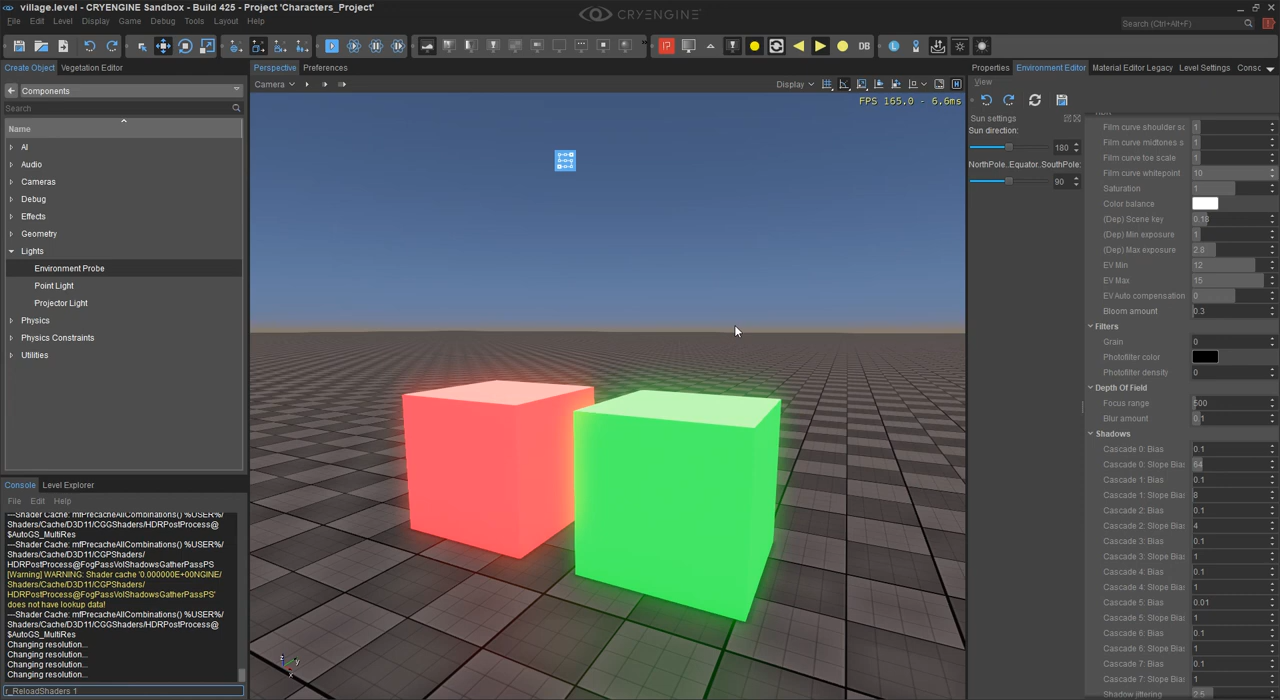 village.level - CRYENGINE Sandbox - Build 425 - Project 'Characters_Project'
File Edit Level Display Game Debug Tools Layout Help
CRYENGINE
Search (Ctrl+Alt+F)
DB
Create Object Vegetation Editor
Components
Search
Name
AI
Audio
Cameras
Debug
Effects
Geometry
Lights
Environment Probe
Point Light
Projector Light
Physics
Physics Constraints
Utilities
Console Level Explorer
File Edit Help
---Shader Cache: mfPrecacheAllCombinations() %USER%/
Shaders/Cache/D3D11/CGGShaders/HDRPostProcess@
$AutoGS_MultiRes
---Shader Cache: mfPrecacheAllCombinations() %USER%/
Shaders/Cache/D3D11/CGPShaders/
HDRPostProcess@FogPassVolShadowsGatherPassPS
[Warning] WARNING: Shader cache '0.000000E+00NGINE/
Shaders/Cache/D3D11/CGPShaders/
HDRPostProcess@FogPassVolShadowsGatherPassPS'
does not have lookup data!
---Shader Cache: mfPrecacheAllCombinations() %USER%/
Shaders/Cache/D3D11/CGGShaders/HDRPostProcess@
$AutoGS_MultiRes
Changing resolution...
Changing resolution...
Changing resolution...
Changing resolution...
r_ReloadShaders 1
Perspective Preferences
Camera
Display
FPS 165.0 - 6.6ms
z y x
Properties Environment Editor Material Editor Legacy Level Settings Consc
View
Sun settings
Sun direction:
180
NorthPole..Equator..SouthPole:
90
Film curve shoulder sc 1
Film curve midtones s 1
Film curve toe scale 1
Film curve whitepoint 10
Saturation 1
Color balance
(Dep) Scene key 0.18
(Dep) Min exposure 1
(Dep) Max exposure 2.8
EV Min 12
EV Max 15
EV Auto compensation 0
Bloom amount 0.3
Filters
Grain 0
Photofilter color
Photofilter density 0
Depth Of Field
Focus range 500
Blur amount 0.1
Shadows
Cascade 0: Bias 0.1
Cascade 0: Slope Bias 64
Cascade 1: Bias 0.1
Cascade 1: Slope Bias 8
Cascade 2: Bias 0.1
Cascade 2: Slope Bias 4
Cascade 3: Bias 0.1
Cascade 3: Slope Bias 1
Cascade 4: Bias 0.1
Cascade 4: Slope Bias 1
Cascade 5: Bias 0.01
Cascade 5: Slope Bias 1
Cascade 6: Bias 0.1
Cascade 6: Slope Bias 1
Cascade 7: Bias 0.1
Cascade 7: Slope Bias 1
Shadow jittering 2.5